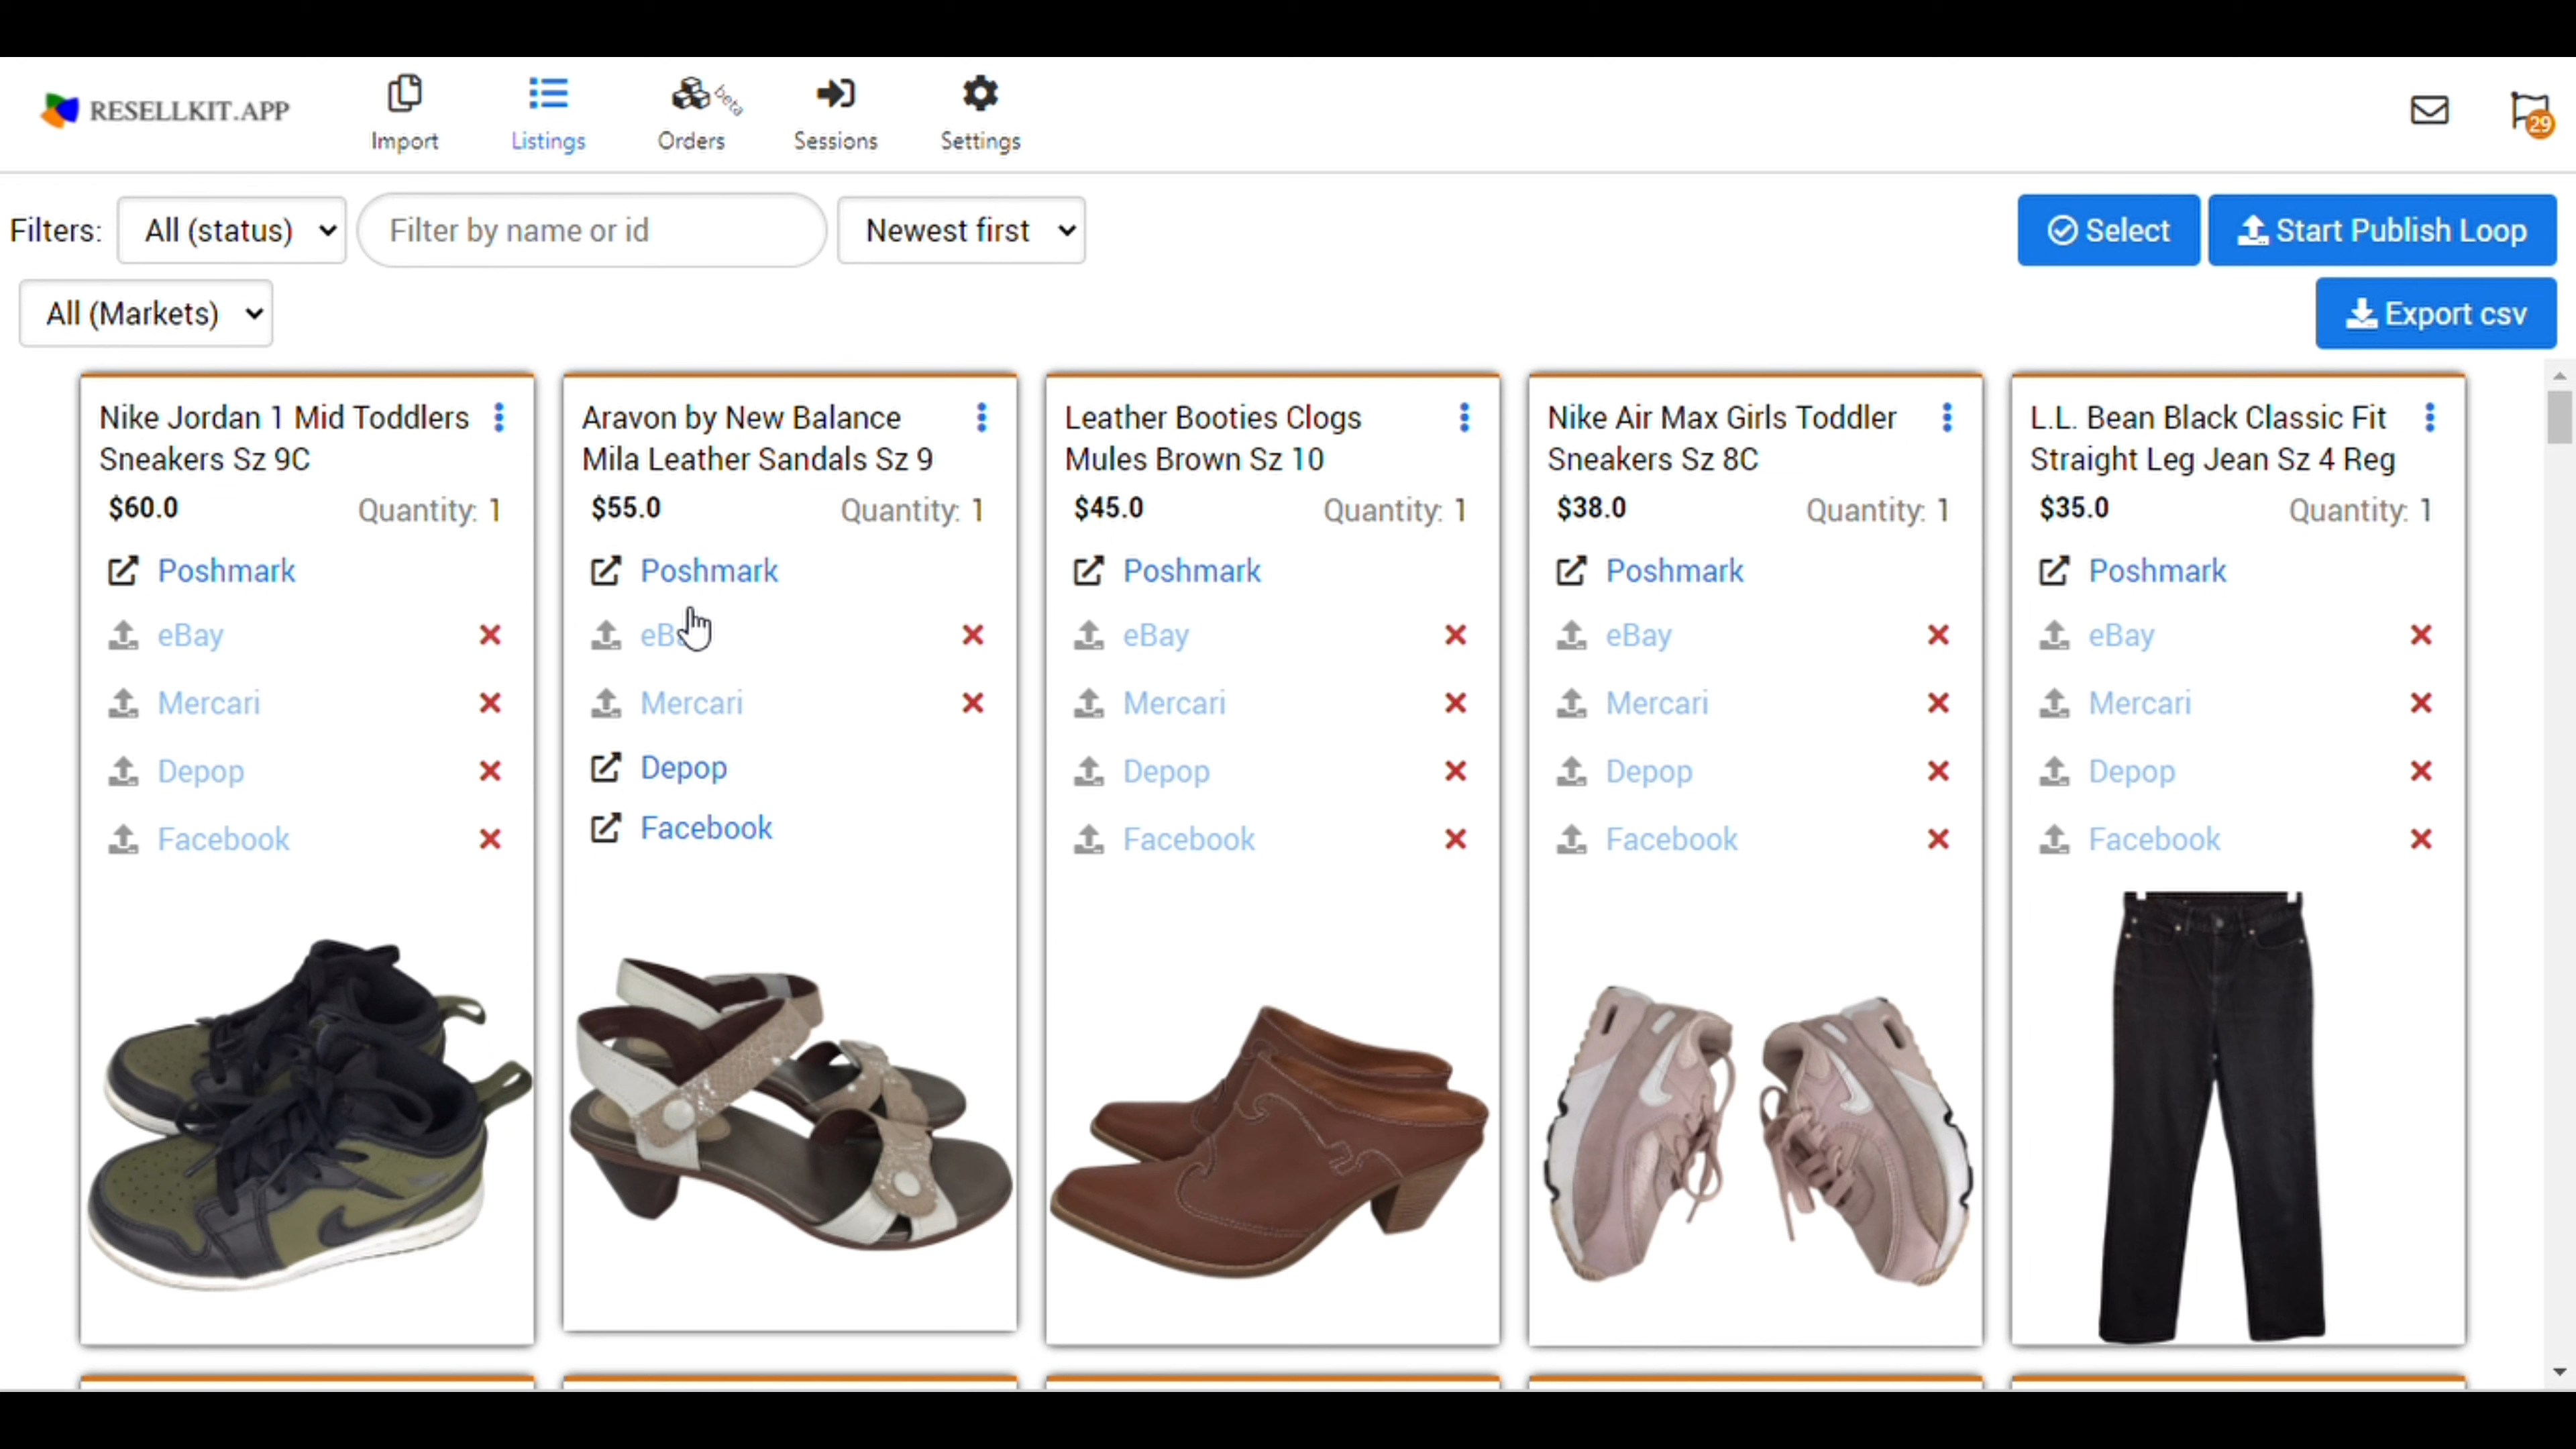 RESELLKIT.APP
Import
Listings
Orders
beta
Sessions
Settings
29
Filters:
All (status)
Filter by name or id
Newest first
Select
Start Publish Loop
All (Markets)
Export csv
Nike Jordan 1 Mid Toddlers
Sneakers Sz 9C
$60.0 Quantity: 1
Poshmark
eBay
Mercari
Depop
Facebook
Aravon by New Balance
Mila Leather Sandals Sz 9
$55.0 Quantity: 1
Poshmark
Mercari
Depop
Facebook
Leather Booties Clogs
Mules Brown Sz 10
$45.0 Quantity: 1
Poshmark
eBay
Mercari
Depop
Facebook
Nike Air Max Girls Toddler
Sneakers Sz 8C
$38.0 Quantity: 1
Poshmark
eBay
Mercari
Depop
Facebook
L.L. Bean Black Classic Fit
Straight Leg Jean Sz 4 Reg
$35.0 Quantity: 1
Poshmark
eBay
Mercari
Depop
Facebook